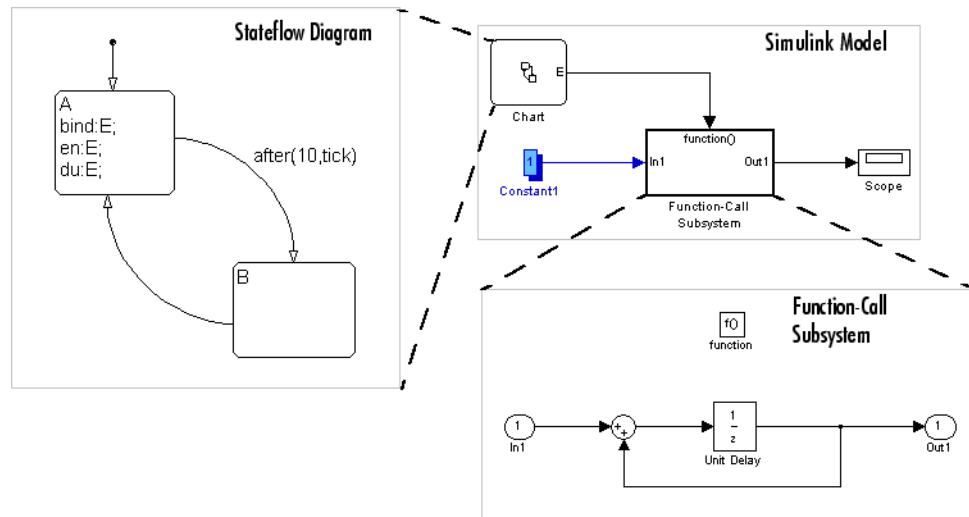 Stateflow Diagram
A
bind:E;
en:E;
du:E;
after(10,tick)
B
Simulink Model
E
Chart
function()
1
In1
Out1
Constant1
Scope
Function-Call
Subsystem
Function-Call
Subsystem
f()
function
1
In1
+
+
1
z
Unit Delay
1
Out1